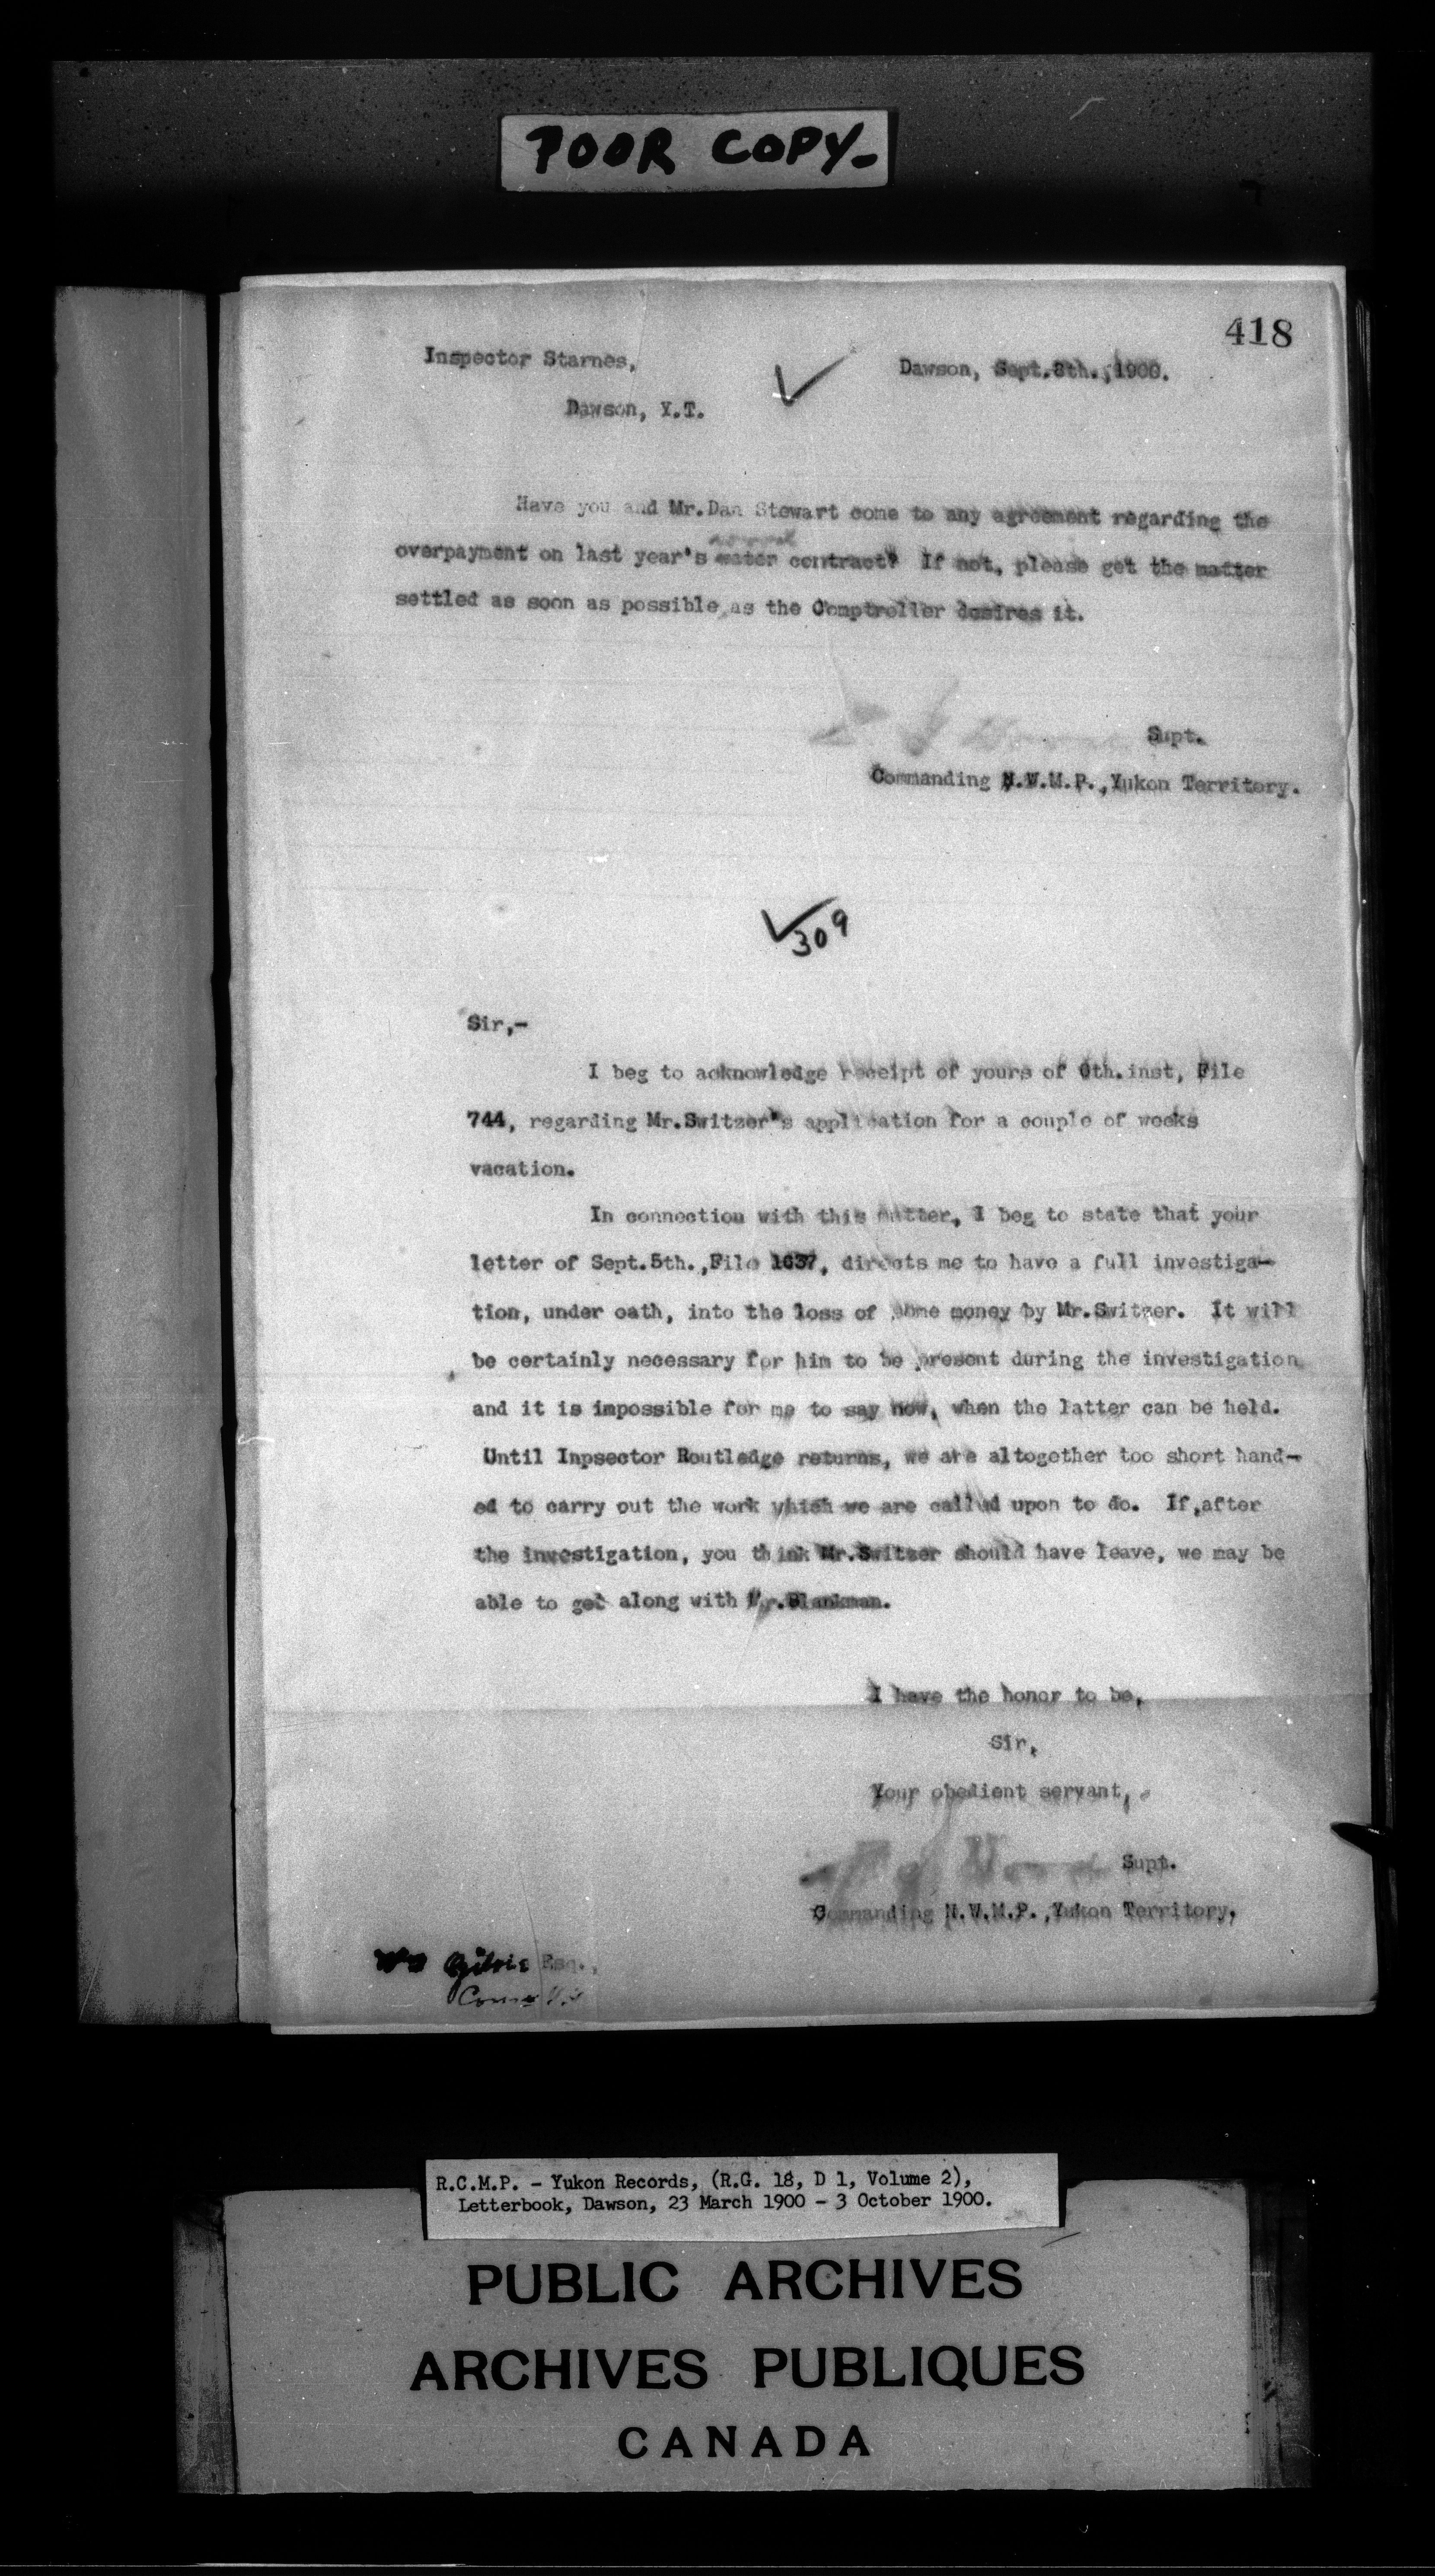 POOR COPY-
418
Inspector Starnes,
Dawson, Sept.8th.,1900.
Dawson, Y.T.
Have you and Mr.Dan Stewart come to any agreement regarding the
overpayment on last year's water contract? If not, please get the matter
settled as soon as possible,as the Comptroller desires it.
Supt.
Commanding N.W.M.P.,Yukon Territory.
309
Sir,-
I beg to acknowledge receipt of yours of inst, File
744, regarding Mr.Switzer's application for a couple of weeks
vacation.
In connection with this matter, I beg to state that your
letter of Sept.5th.,File 1637, directs me to have a full investiga-
tion, under oath, into the loss of some money by Mr.Switzer. It will
be certainly necessary for him to be present during the investigation
and it is impossible for me to say now, when the latter can be held.
Until Inpsector Routledge returns, we are altogether too short hand-
ed to carry out the work which we are called upon to do. If,after
the investigation, you think Mr.Switzer should have leave, we may be
able to get along with Mr.Blankman.
I have the honor to be,
Sir,
Your obedient servant,
Supt.
Commanding N.W.M.P.,Yukon Territory.
Wm Ogilvie Esq.,
R.C.M.P. - Yukon Records, (R.G. 18, D 1, Volume 2),
Letterbook, Dawson, 23 March 1900 - 3 October 1900.
PUBLIC ARCHIVES
ARCHIVES PUBLIQUES
CANADA